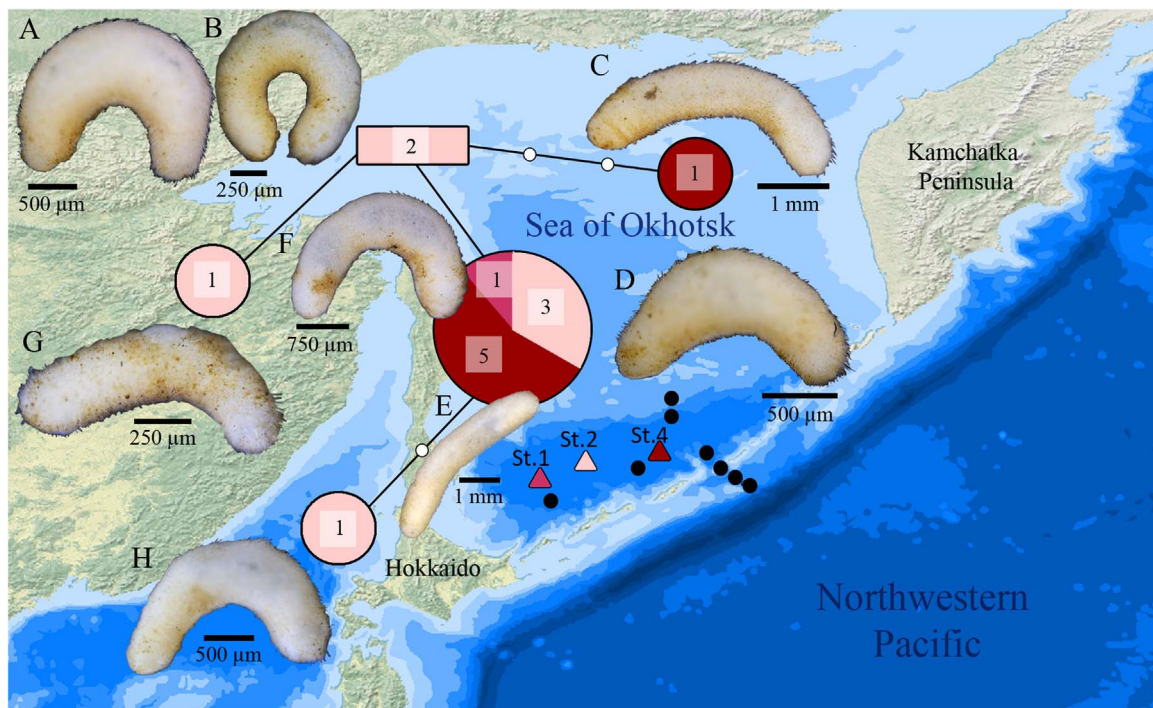 A
B
C
500 µm
250 µm
2
1
1 mm
Kamchatka
Peninsula
Sea of Okhotsk
F
1
1
3
D
750 µm
5
G
250 µm
500 µm
E
St.1
St.2
St.4
1 mm
1
Hokkaido
H
500 µm
Northwestern
Pacific